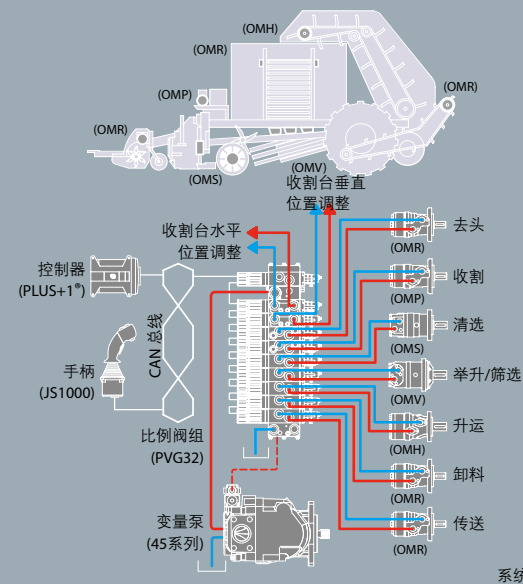 (OMH)
(OMR)
(OMR)
(OMP)
(OMR)
(OMS)
(OMV)
收割台垂直
位置调整
收割台水平
位置调整
控制器
(PLUS+1®)
手柄
(JS1000)
CAN 总线
比例阀组
(PVG32)
变量泵
(45系列)
去头
(OMR)
收割
(OMP)
清选
(OMS)
举升/筛选
(OMV)
升运
(OMH)
卸料
(OMR)
传送
(OMR)
系统